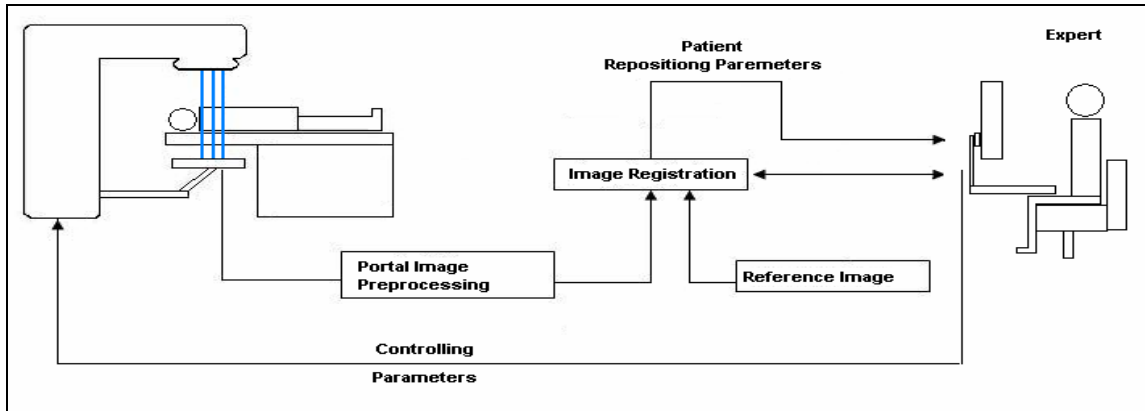 Expert
Patient
Repositiong Paremeters
Image Registration
Portal Image
Preprocessing
Reference Image
Controlling
Parameters